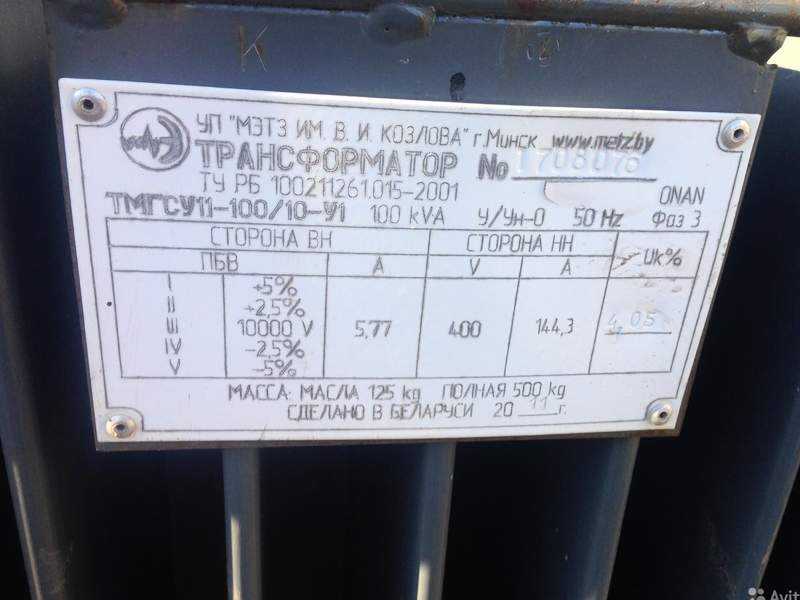 К
УП "МЭТЗ ИМ. В. И. КОЗЛОВА" г. Минск www.metz.by
ТРАНСФОРМАТОР № 1708076
ТУ РБ 100211261.015-2001 ONAN
ТМГСУ11-100/10-У1 100 kVA У/Ун-0 50 Hz Фаз 3
СТОРОНА ВН СТОРОНА НН Uk%
ПБВ A V A
I +5%
II +2,5%
III 10000 V 5,77 400 144,3 4,05
IV -2,5%
V -5%
МАССА: МАСЛА 125 kg ПОЛНАЯ 500 kg
СДЕЛАНО В БЕЛАРУСИ 2011 г.
Avito